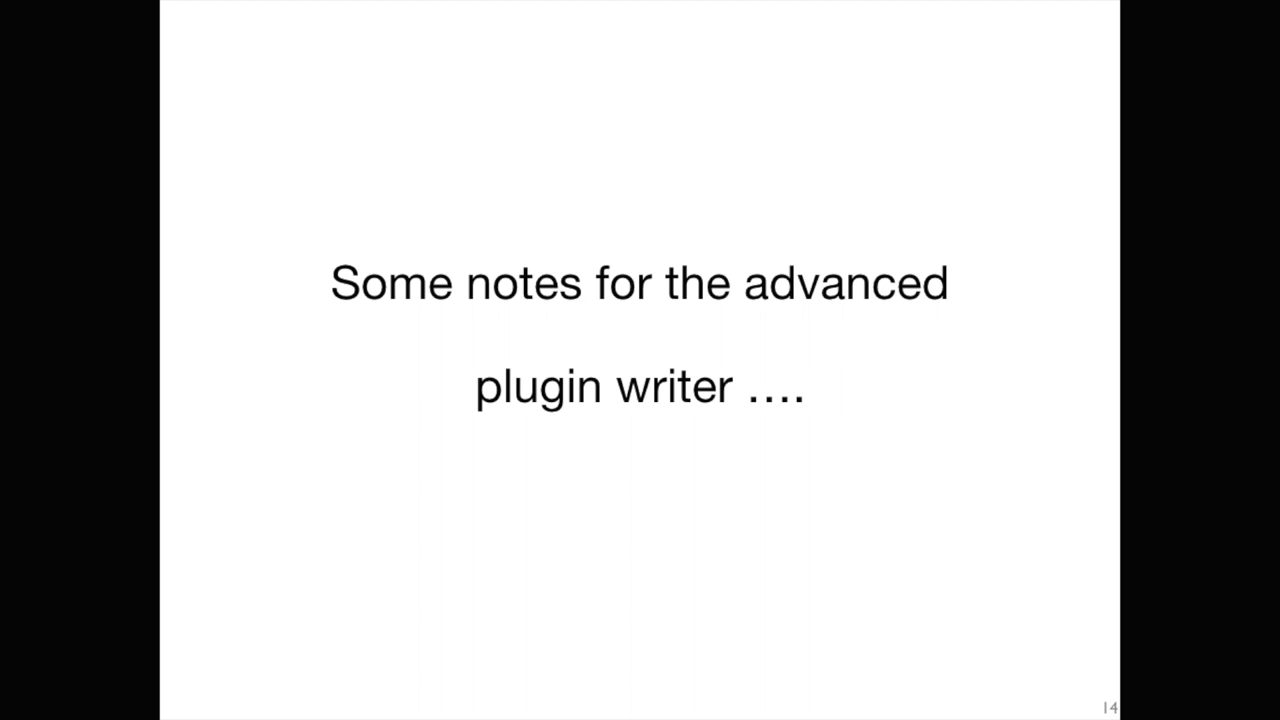 Some notes for the advanced
plugin writer ….
14